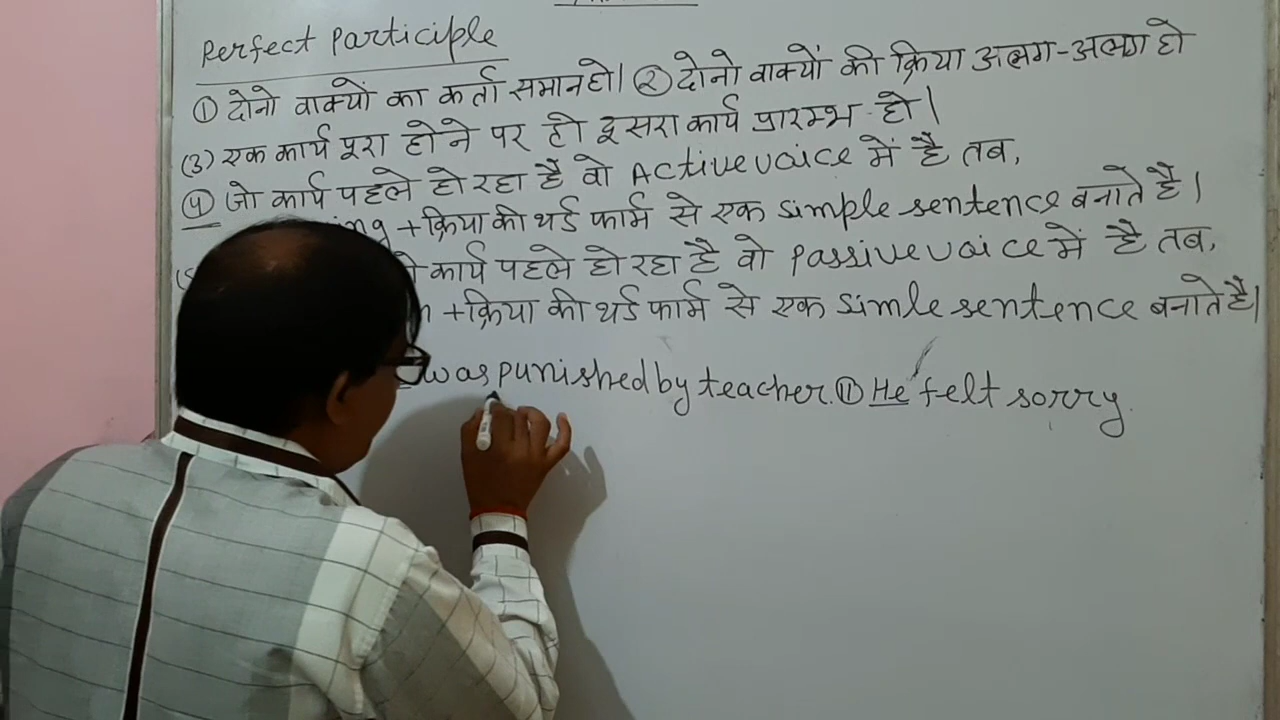 Perfect Participle
① दोनो वाक्यों का कर्ता समान हो। ② दोनो वाक्यों की क्रिया अलग-अलग हो
(3) एक कार्य पूरा होने पर ही दूसरा कार्य प्रारम्भ हो।
④ जो कार्य पहले हो रहा है वो Active voice में है तब,
+ क्रिया की थर्ड फार्म से एक simple sentence बनाते है।
कार्य पहले हो रहा है वो passive voice में है तब,
+ क्रिया की थर्ड फार्म से एक simle sentence बनाते है।
was punished by teacher. ⑪ He felt sorry.